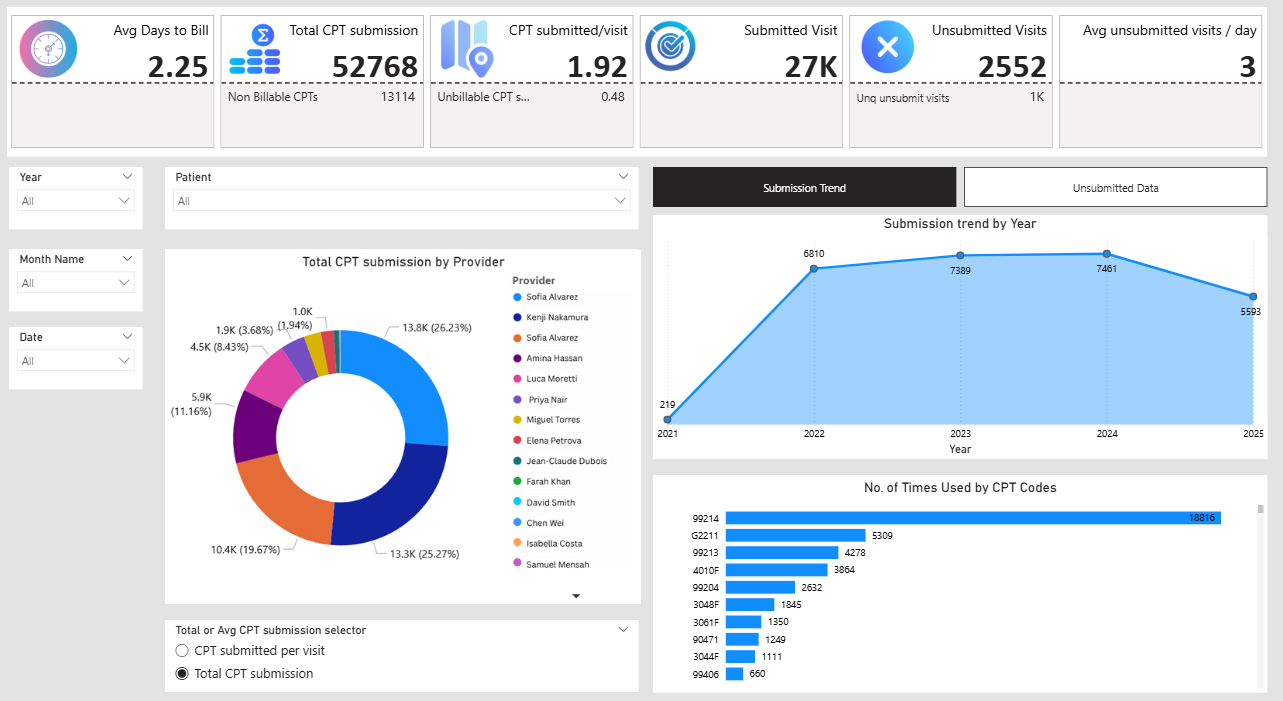 Avg Days to Bill
2.25
Total CPT submission
52768
Non Billable CPTs 13114
CPT submitted/visit
1.92
Unbillable CPT s... 0.48
Submitted Visit
27K
Unsubmitted Visits
2552
Unq unsubmit visits 1K
Avg unsubmitted visits / day
3
Year
All
Month Name
All
Date
All
Patient
All
Total CPT submission by Provider
13.8K (26.23%)
13.3K (25.27%)
10.4K (19.67%)
5.9K
(11.16%)
4.5K (8.43%)
1.9K (3.68%)
1.0K
(1.94%)
Provider
Sofia Alvarez
Kenji Nakamura
Sofia Alvarez
Amina Hassan
Luca Moretti
Priya Nair
Miguel Torres
Elena Petrova
Jean-Claude Dubois
Farah Khan
David Smith
Chen Wei
Isabella Costa
Samuel Mensah
Total or Avg CPT submission selector
CPT submitted per visit
Total CPT submission
Submission Trend
Unsubmitted Data
Submission trend by Year
219
6810
7389
7461
5593
2021 2022 2023 2024 2025
Year
No. of Times Used by CPT Codes
99214 18816
G2211 5309
99213 4278
4010F 3864
99204 2632
3048F 1845
3061F 1350
90471 1249
3044F 1111
99406 660